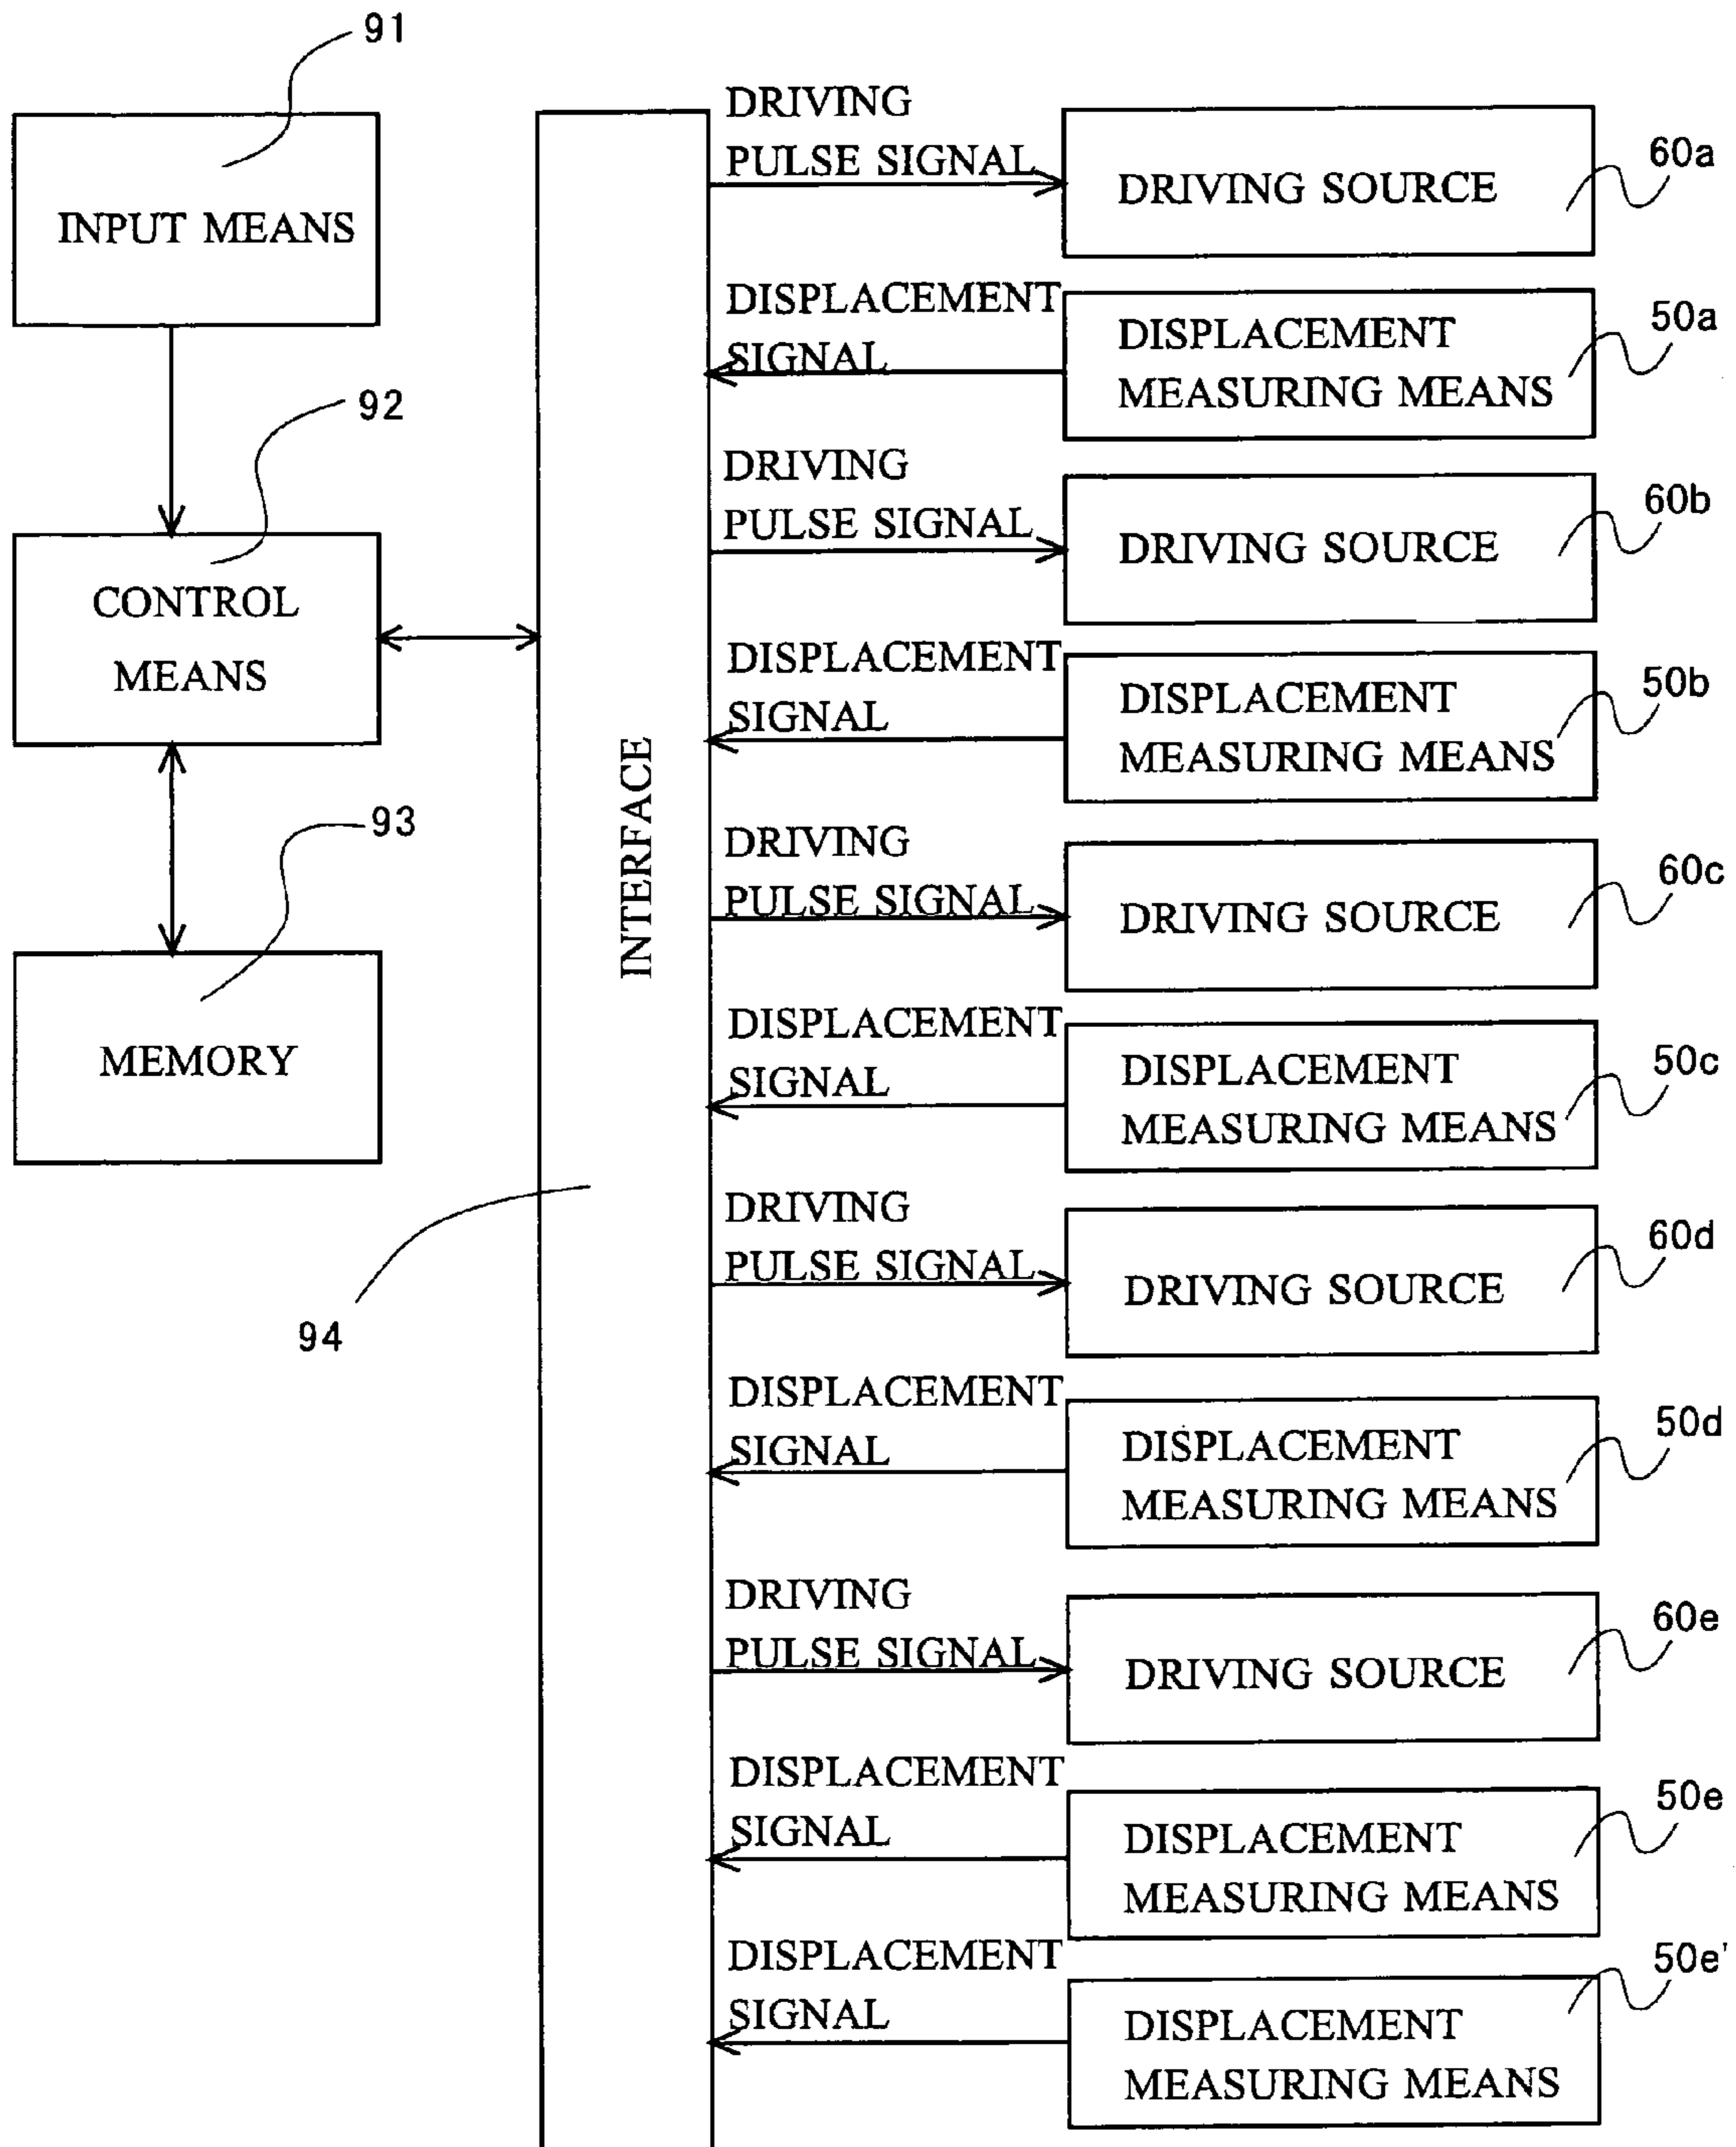 91
INPUT MEANS
92
CONTROL
MEANS
93
MEMORY
INTERFACE
94
DRIVING
PULSE SIGNAL
DRIVING SOURCE
60a
DISPLACEMENT
SIGNAL
DISPLACEMENT
MEASURING MEANS
50a
DRIVING
PULSE SIGNAL
DRIVING SOURCE
60b
DISPLACEMENT
SIGNAL
DISPLACEMENT
MEASURING MEANS
50b
DRIVING
PULSE SIGNAL
DRIVING SOURCE
60c
DISPLACEMENT
SIGNAL
DISPLACEMENT
MEASURING MEANS
50c
DRIVING
PULSE SIGNAL
DRIVING SOURCE
60d
DISPLACEMENT
SIGNAL
DISPLACEMENT
MEASURING MEANS
50d
DRIVING
PULSE SIGNAL
DRIVING SOURCE
60e
DISPLACEMENT
SIGNAL
DISPLACEMENT
MEASURING MEANS
50e
DISPLACEMENT
SIGNAL
DISPLACEMENT
MEASURING MEANS
50e'